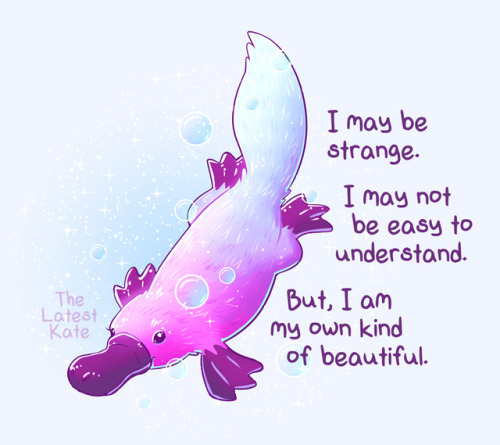 I may be
strange.
I may not
be easy to
understand.
But, I am
my own kind
of beautiful.
The
Latest
Kate